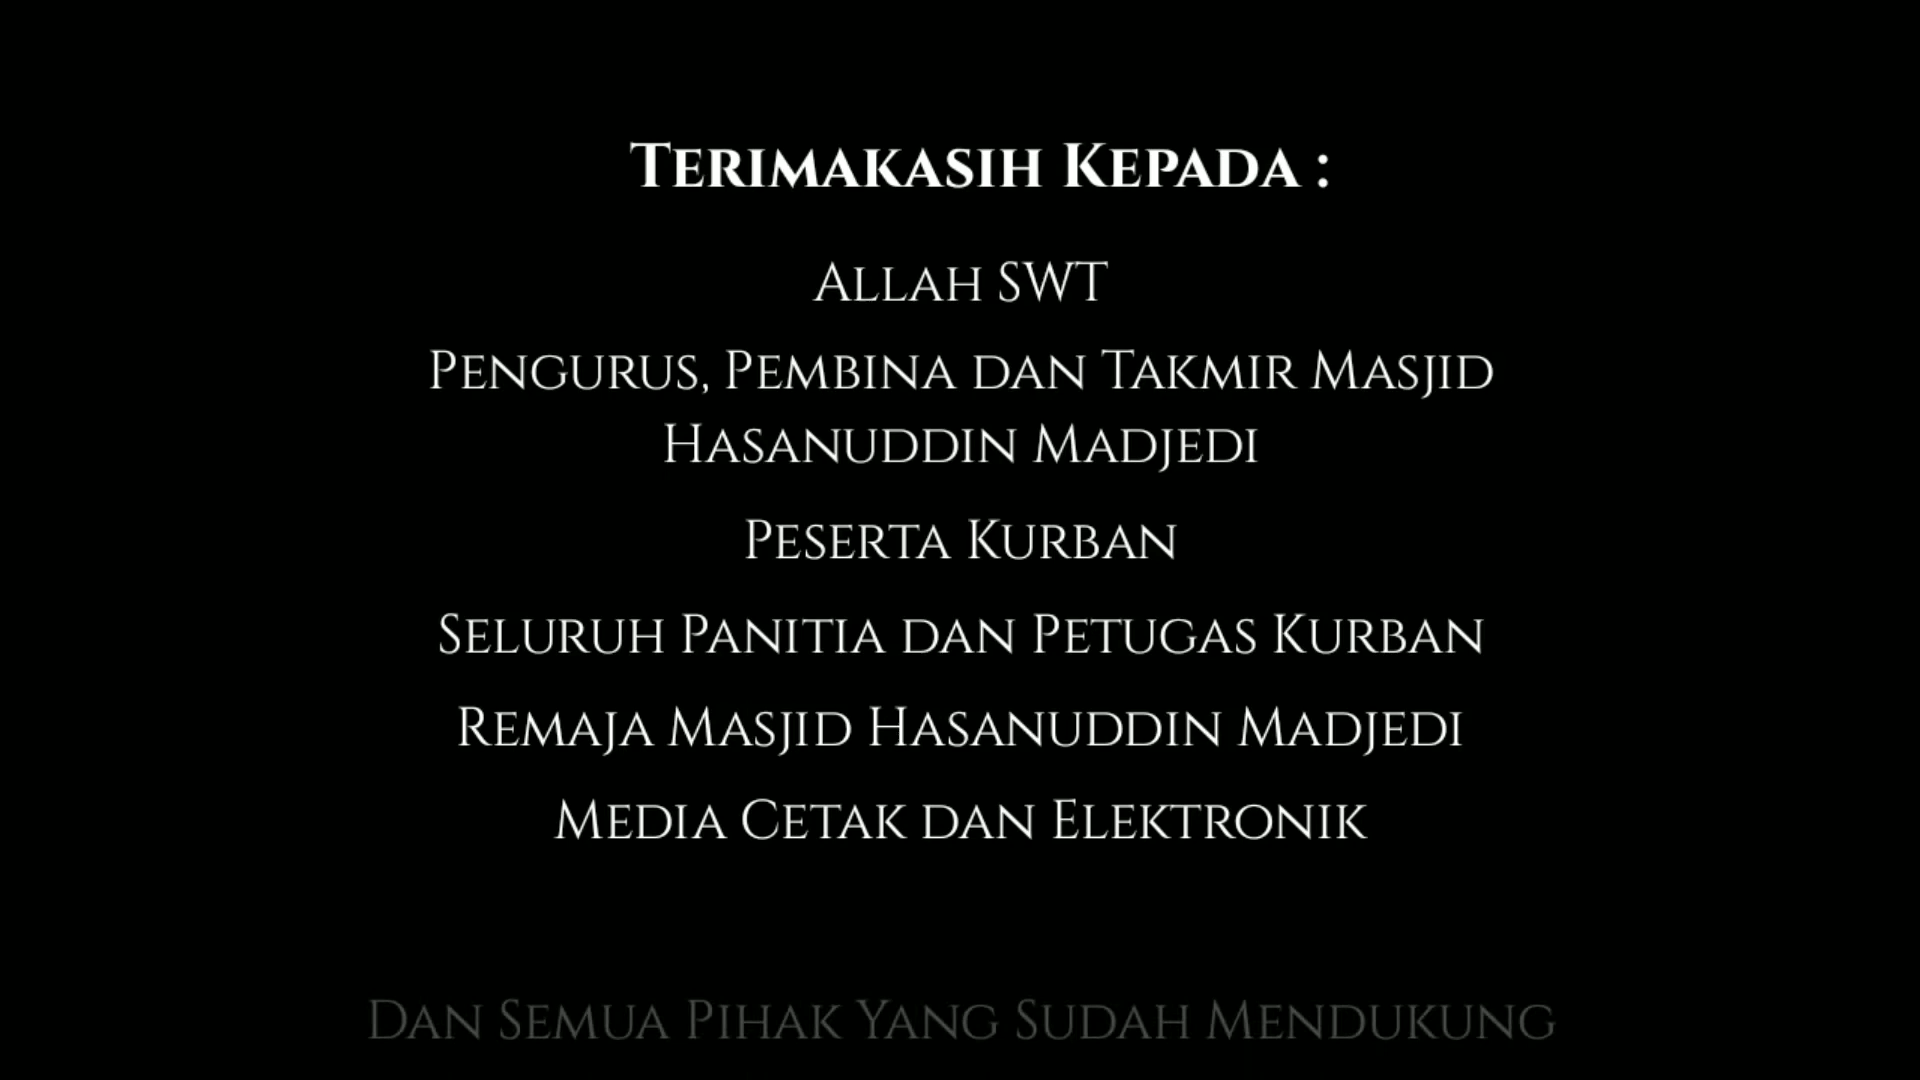 Terimakasih Kepada :
Allah SWT
Pengurus, Pembina dan Takmir Masjid
Hasanuddin Madjedi
Peserta Kurban
Seluruh Panitia dan Petugas Kurban
Remaja Masjid Hasanuddin Madjedi
Media Cetak dan Elektronik
Dan Semua Pihak Yang Sudah Mendukung